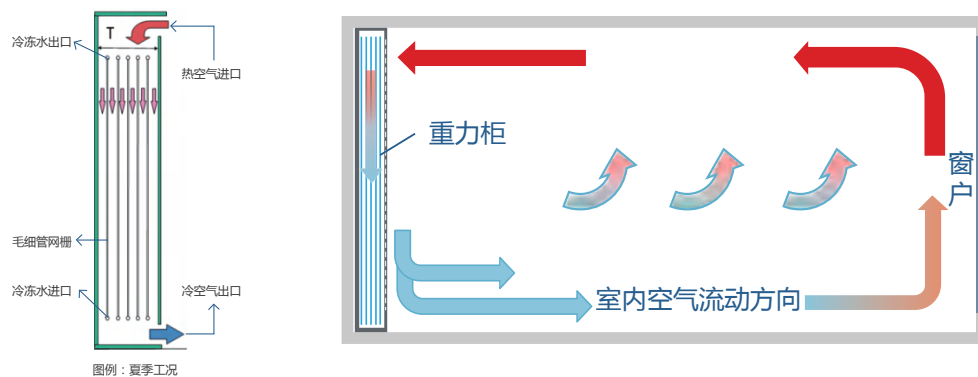 T
冷冻水出口
热空气进口
毛细管网栅
冷冻水进口
冷空气出口
图例：夏季工况
重力柜
窗户
室内空气流动方向